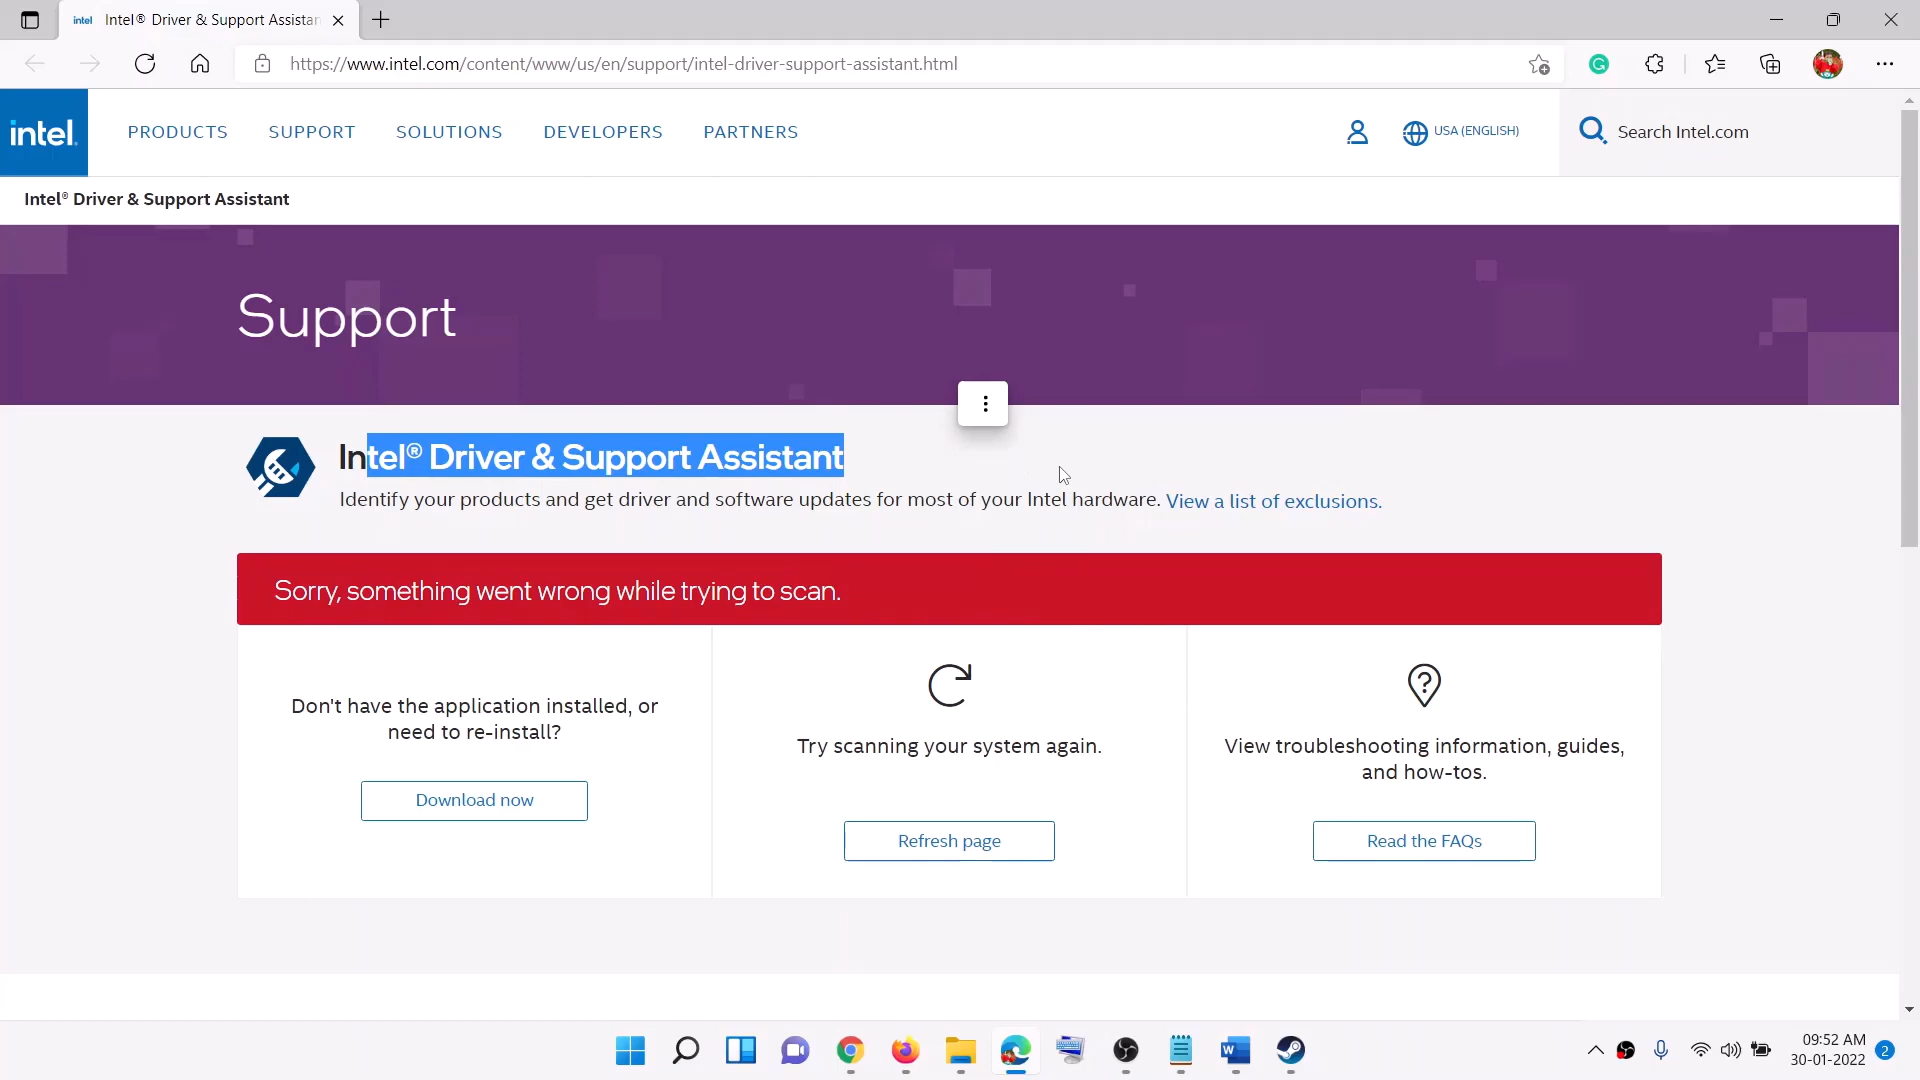 intel Intel® Driver & Support Assistan
https://www.intel.com/content/www/us/en/support/intel-driver-support-assistant.html
intel.
PRODUCTS SUPPORT SOLUTIONS DEVELOPERS PARTNERS
USA (ENGLISH)
Search Intel.com
Intel® Driver & Support Assistant
Support
Intel® Driver & Support Assistant
Identify your products and get driver and software updates for most of your Intel hardware. View a list of exclusions.
Sorry, something went wrong while trying to scan.
Don't have the application installed, or
need to re-install?
Download now
Try scanning your system again.
Refresh page
View troubleshooting information, guides,
and how-tos.
Read the FAQs
09:52 AM
30-01-2022
2